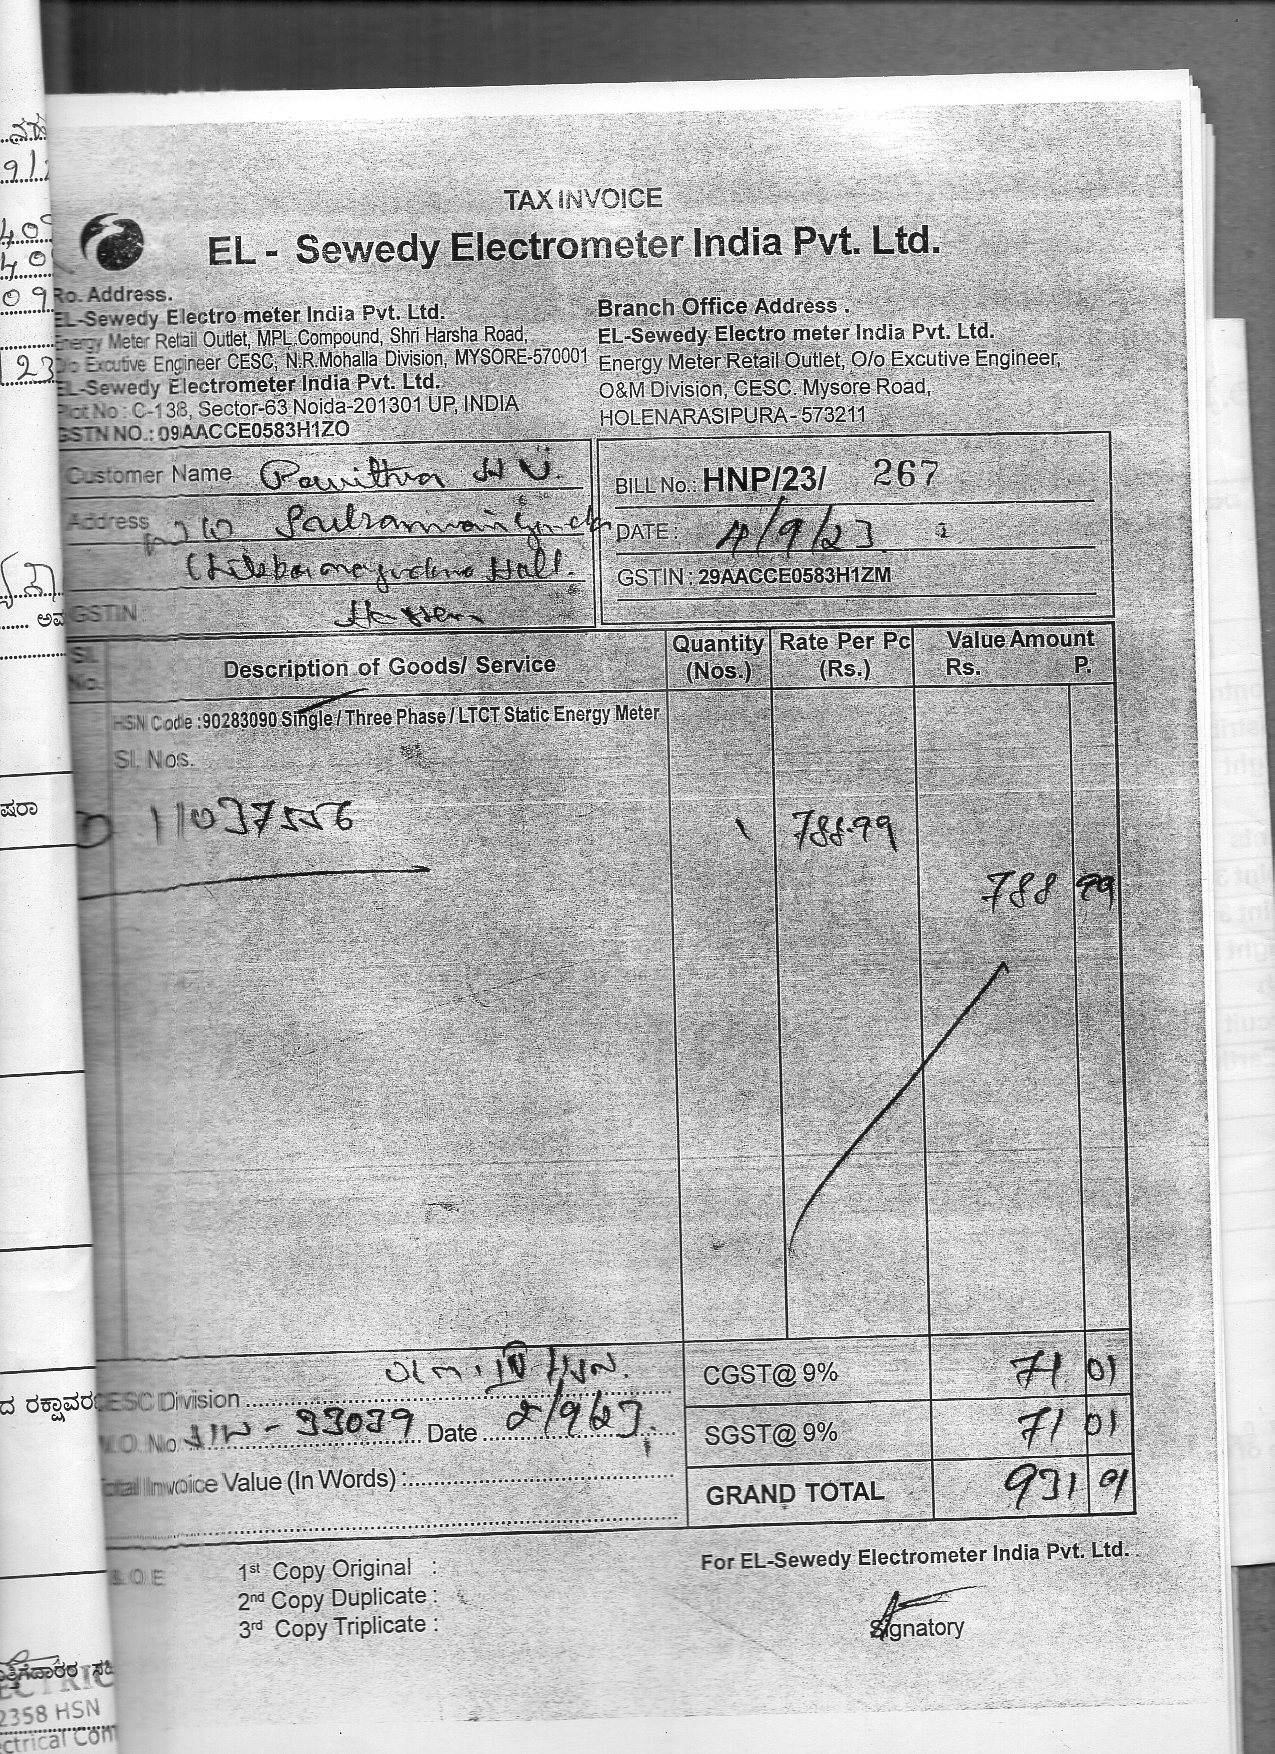 TAX INVOICE
EL - Sewedy Electrometer India Pvt. Ltd.
Ro. Address.
EL-Sewedy Electro meter India Pvt. Ltd.
Energy Meter Retail Outlet, MPL Compound, Shri Harsha Road,
Excutive Engineer CESC, N.R.Mohalla Division, MYSORE-570001
EL-Sewedy Electrometer India Pvt. Ltd.
Plot No : C-138, Sector-63 Noida-201301 UP, INDIA
GSTN NO.: 09AACCE0583H1ZO
Branch Office Address .
EL-Sewedy Electro meter India Pvt. Ltd.
Energy Meter Retail Outlet, O/o Excutive Engineer,
O&M Division, CESC. Mysore Road,
HOLENARASIPURA - 573211
Customer Name Pavithra H V.
Address
GSTIN
BILL No.: HNP/23/ 267
DATE : 4/9/23
GSTIN : 29AACCE0583H1ZM
Sl. No. Description of Goods/ Service Quantity (Nos.) Rate Per Pc (Rs.) Value Amount Rs. P.
HSN Code :90283090 Single / Three Phase / LTCT Static Energy Meter
Sl. Nos.
11037556 1 788.99
788 99
CESC Division
CGST@ 9% 71 01
No. 33039 Date 2/9/23
SGST@ 9% 71 01
Total Invoice Value (In Words) :
GRAND TOTAL 931 01
& O E
1st Copy Original :
2nd Copy Duplicate :
3rd Copy Triplicate :
For EL-Sewedy Electrometer India Pvt. Ltd.
Signatory
2358 HSN